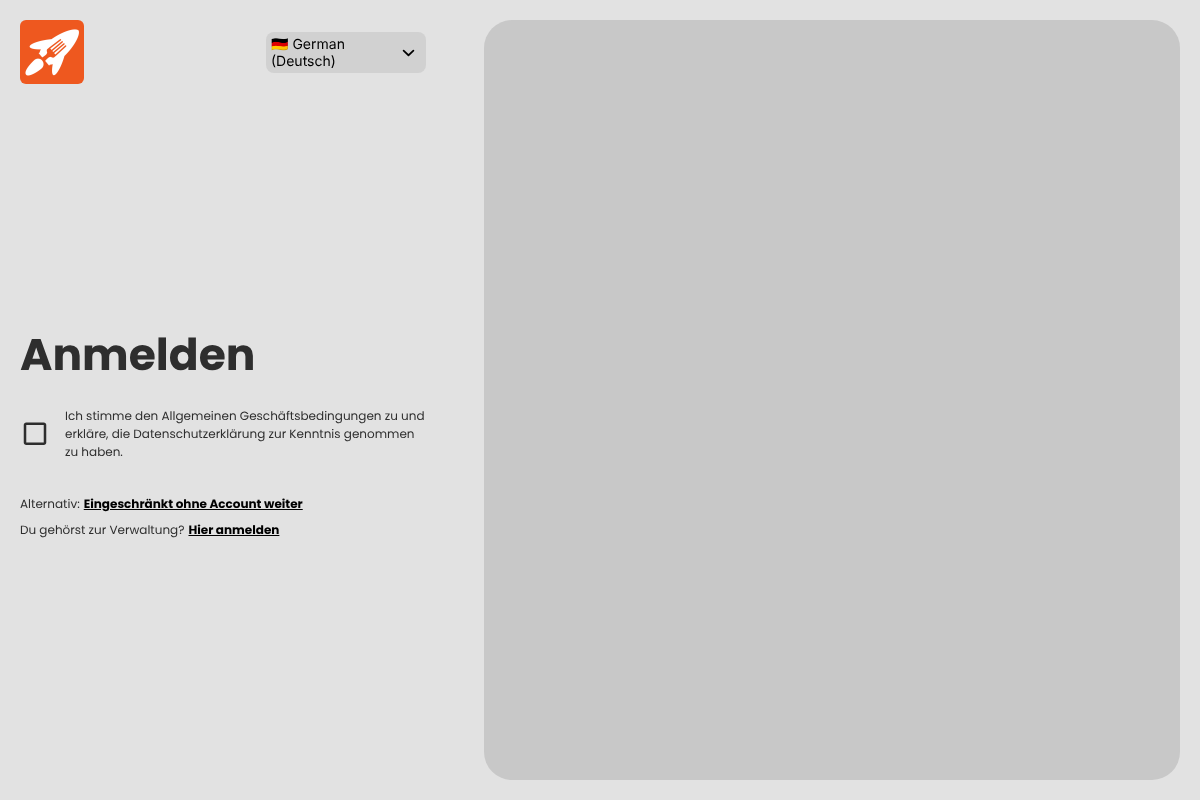 🇩🇪 German
(Deutsch)
Anmelden
Ich stimme den Allgemeinen Geschäftsbedingungen zu und
erkläre, die Datenschutzerklärung zur Kenntnis genommen
zu haben.
Alternativ: Eingeschränkt ohne Account weiter
Du gehörst zur Verwaltung? Hier anmelden